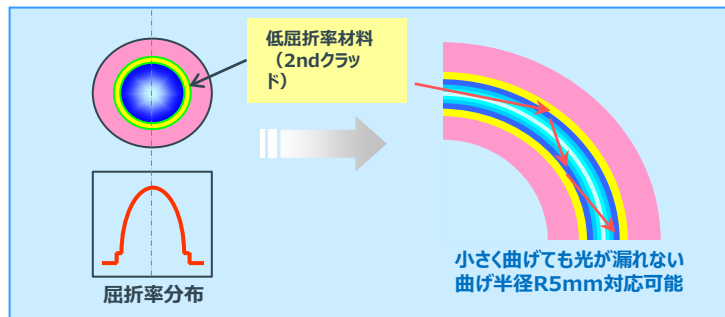 低屈折率材料
（2ndクラッ
ド）
屈折率分布
小さく曲げても光が漏れない
曲げ半径R5mm対応可能